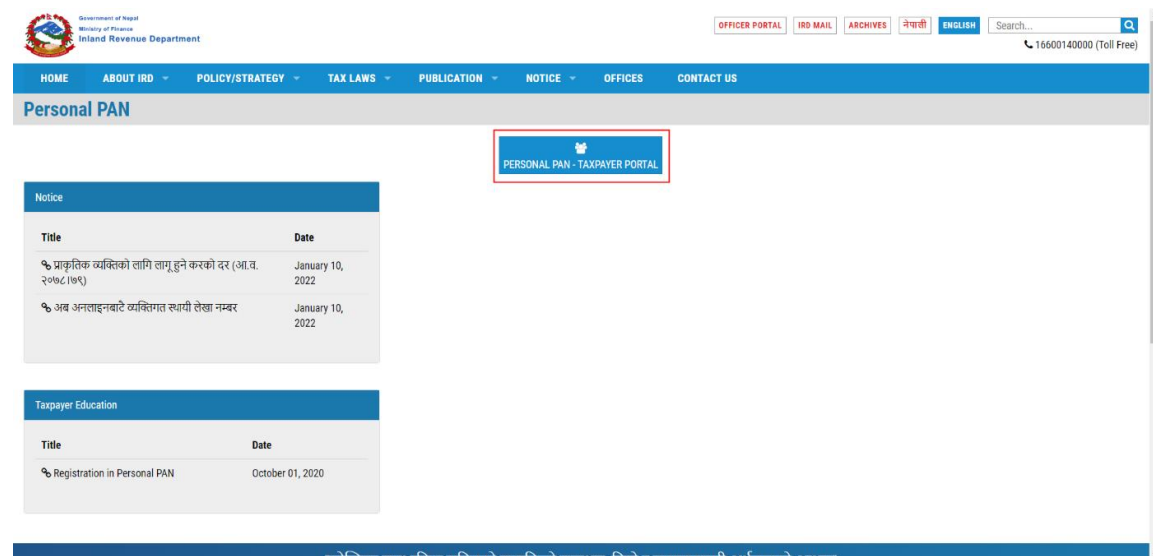 Government of Nepal
Ministry of Finance
Inland Revenue Department
OFFICER PORTAL
IRD MAIL
ARCHIVES
नेपाली
ENGLISH
Search...
16600140000 (Toll Free)
HOME
ABOUT IRD
POLICY/STRATEGY
TAX LAWS
PUBLICATION
NOTICE
OFFICES
CONTACT US
Personal PAN
PERSONAL PAN - TAXPAYER PORTAL
Notice
Title Date
प्राकृतिक व्यक्तिको लागि लागू हुने करको दर (आ.व. January 10,
२०७८।७९) 2022
अब अनलाइनबाटै व्यक्तिगत स्थायी लेखा नम्बर January 10,
2022
Taxpayer Education
Title Date
Registration in Personal PAN October 01, 2020